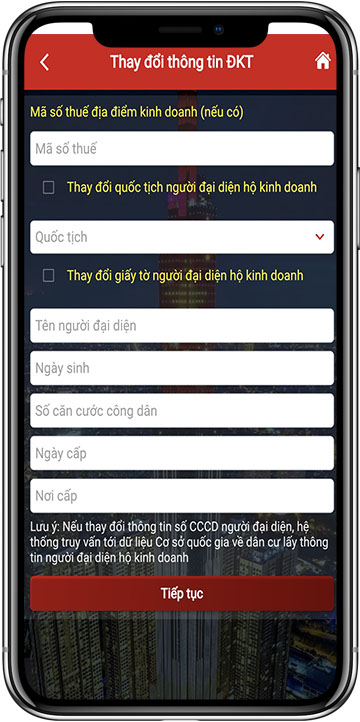 Thay đổi thông tin ĐKT
Mã số thuế địa điểm kinh doanh (nếu có)
Mã số thuế
Thay đổi quốc tịch người đại diện hộ kinh doanh
Quốc tịch
Thay đổi giấy tờ người đại diện hộ kinh doanh
Tên người đại diện
Ngày sinh
Số căn cước công dân
Ngày cấp
Nơi cấp
Lưu ý: Nếu thay đổi thông tin số CCCD người đại diện, hệ
thống truy vấn tới dữ liệu Cơ sở quốc gia về dân cư lấy thông
tin người đại diện hộ kinh doanh
Tiếp tục